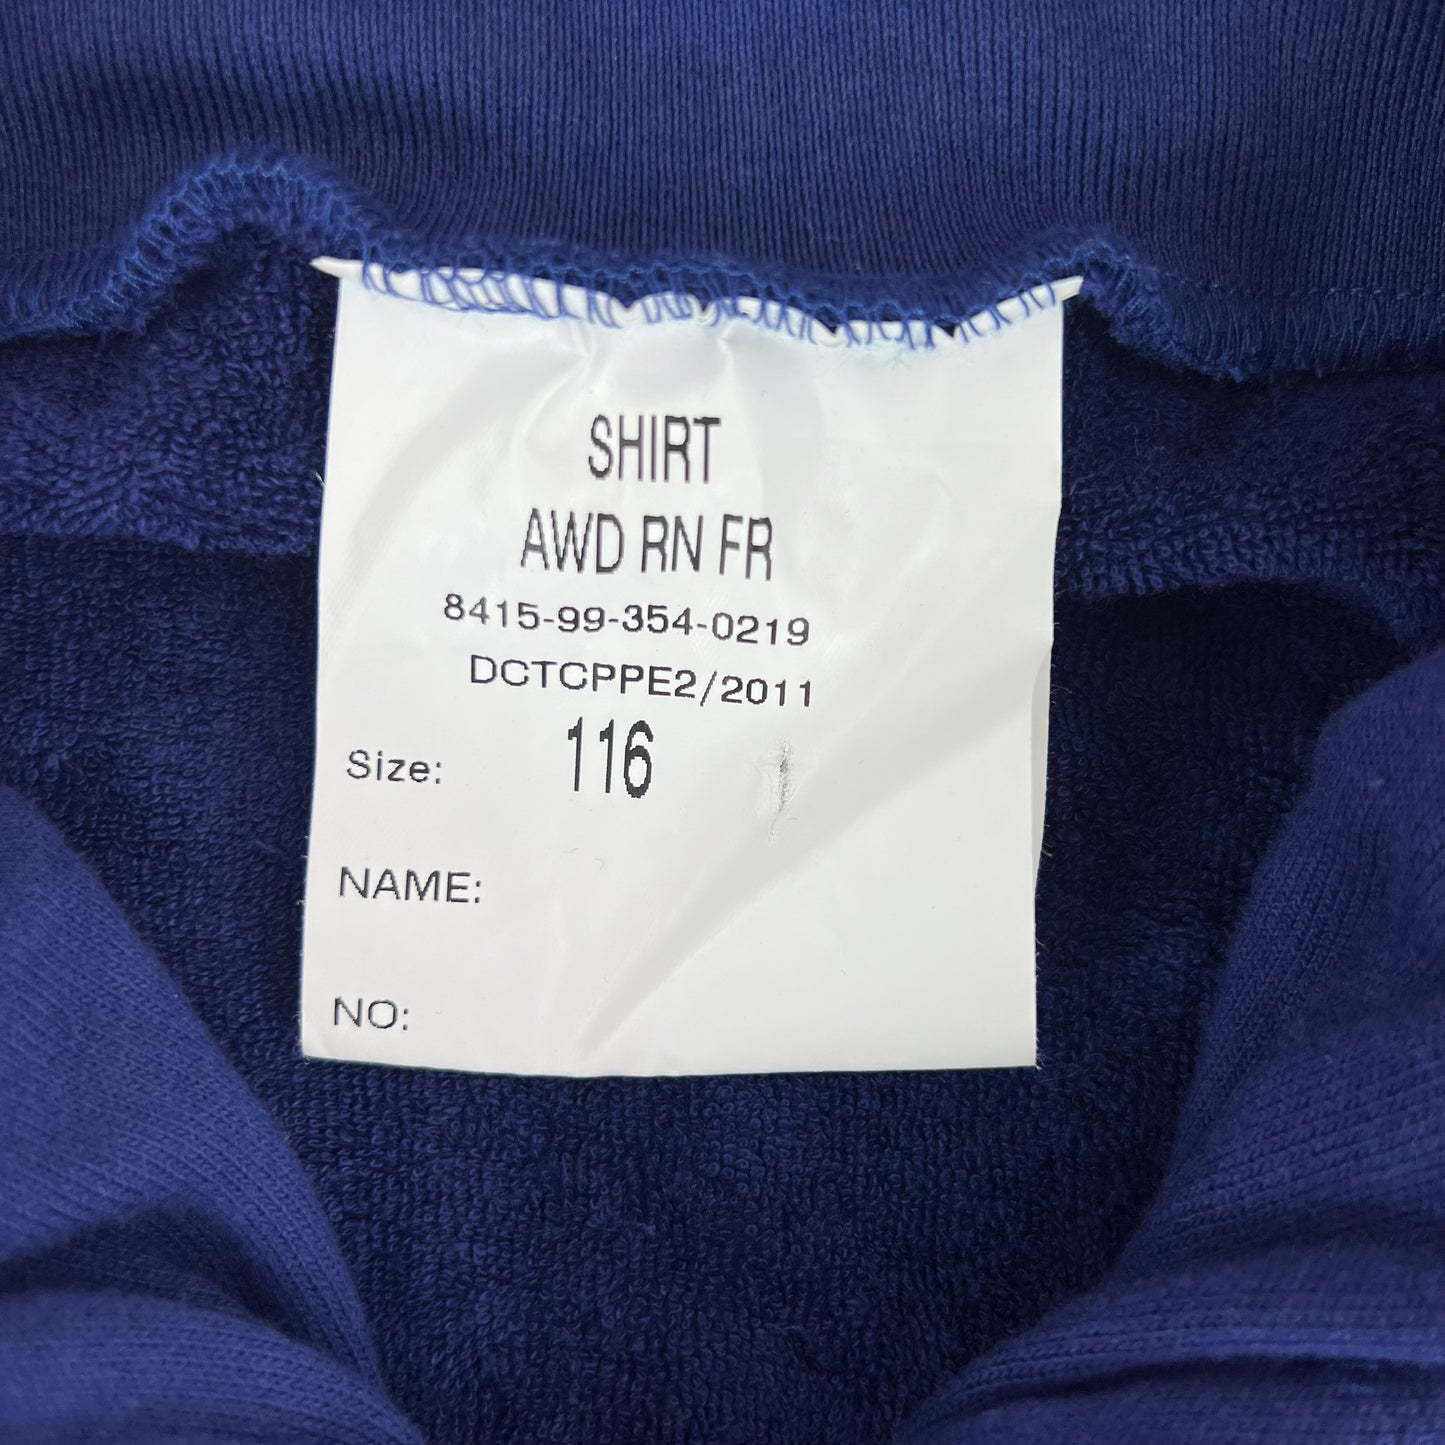 SHIRT
AWD RN FR
8415-99-354-0219
DCTCPPE2/2011
Size: 116
NAME:
NO: